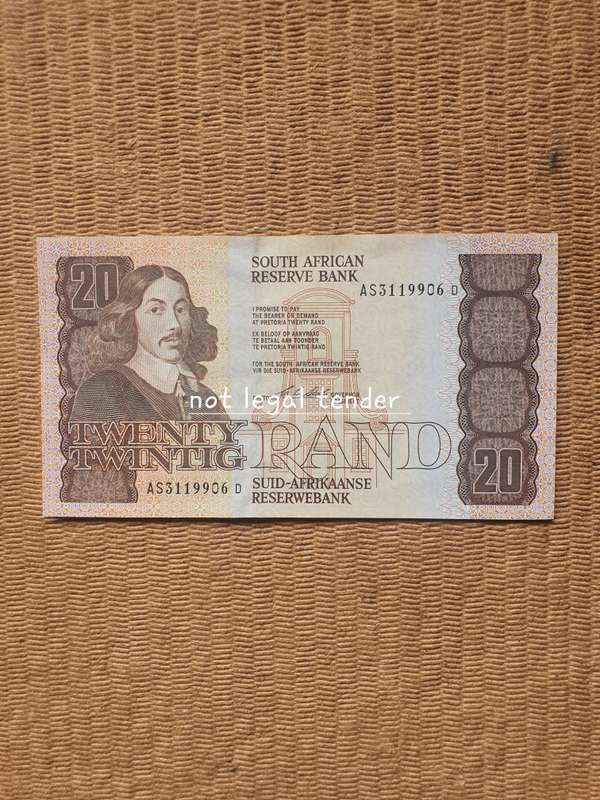 20
SOUTH AFRICAN
RESERVE BANK
AS3119906 D
I PROMISE TO PAY
THE BEARER ON DEMAND
AT PRETORIA TWENTY RAND
EK BELOOF OP AANVRAAG
TE BETAAL AAN TOONDER
TE PRETORIA TWINTIG RAND
FOR THE SOUTH AFRICAN RESERVE BANK
VIR DIE SUID-AFRIKAANSE RESERWEBANK
GOVERNOR
not legal tender
TWENTY
TWINTIG
RAND
20
AS3119906 D
SUID-AFRIKAANSE
RESERWEBANK